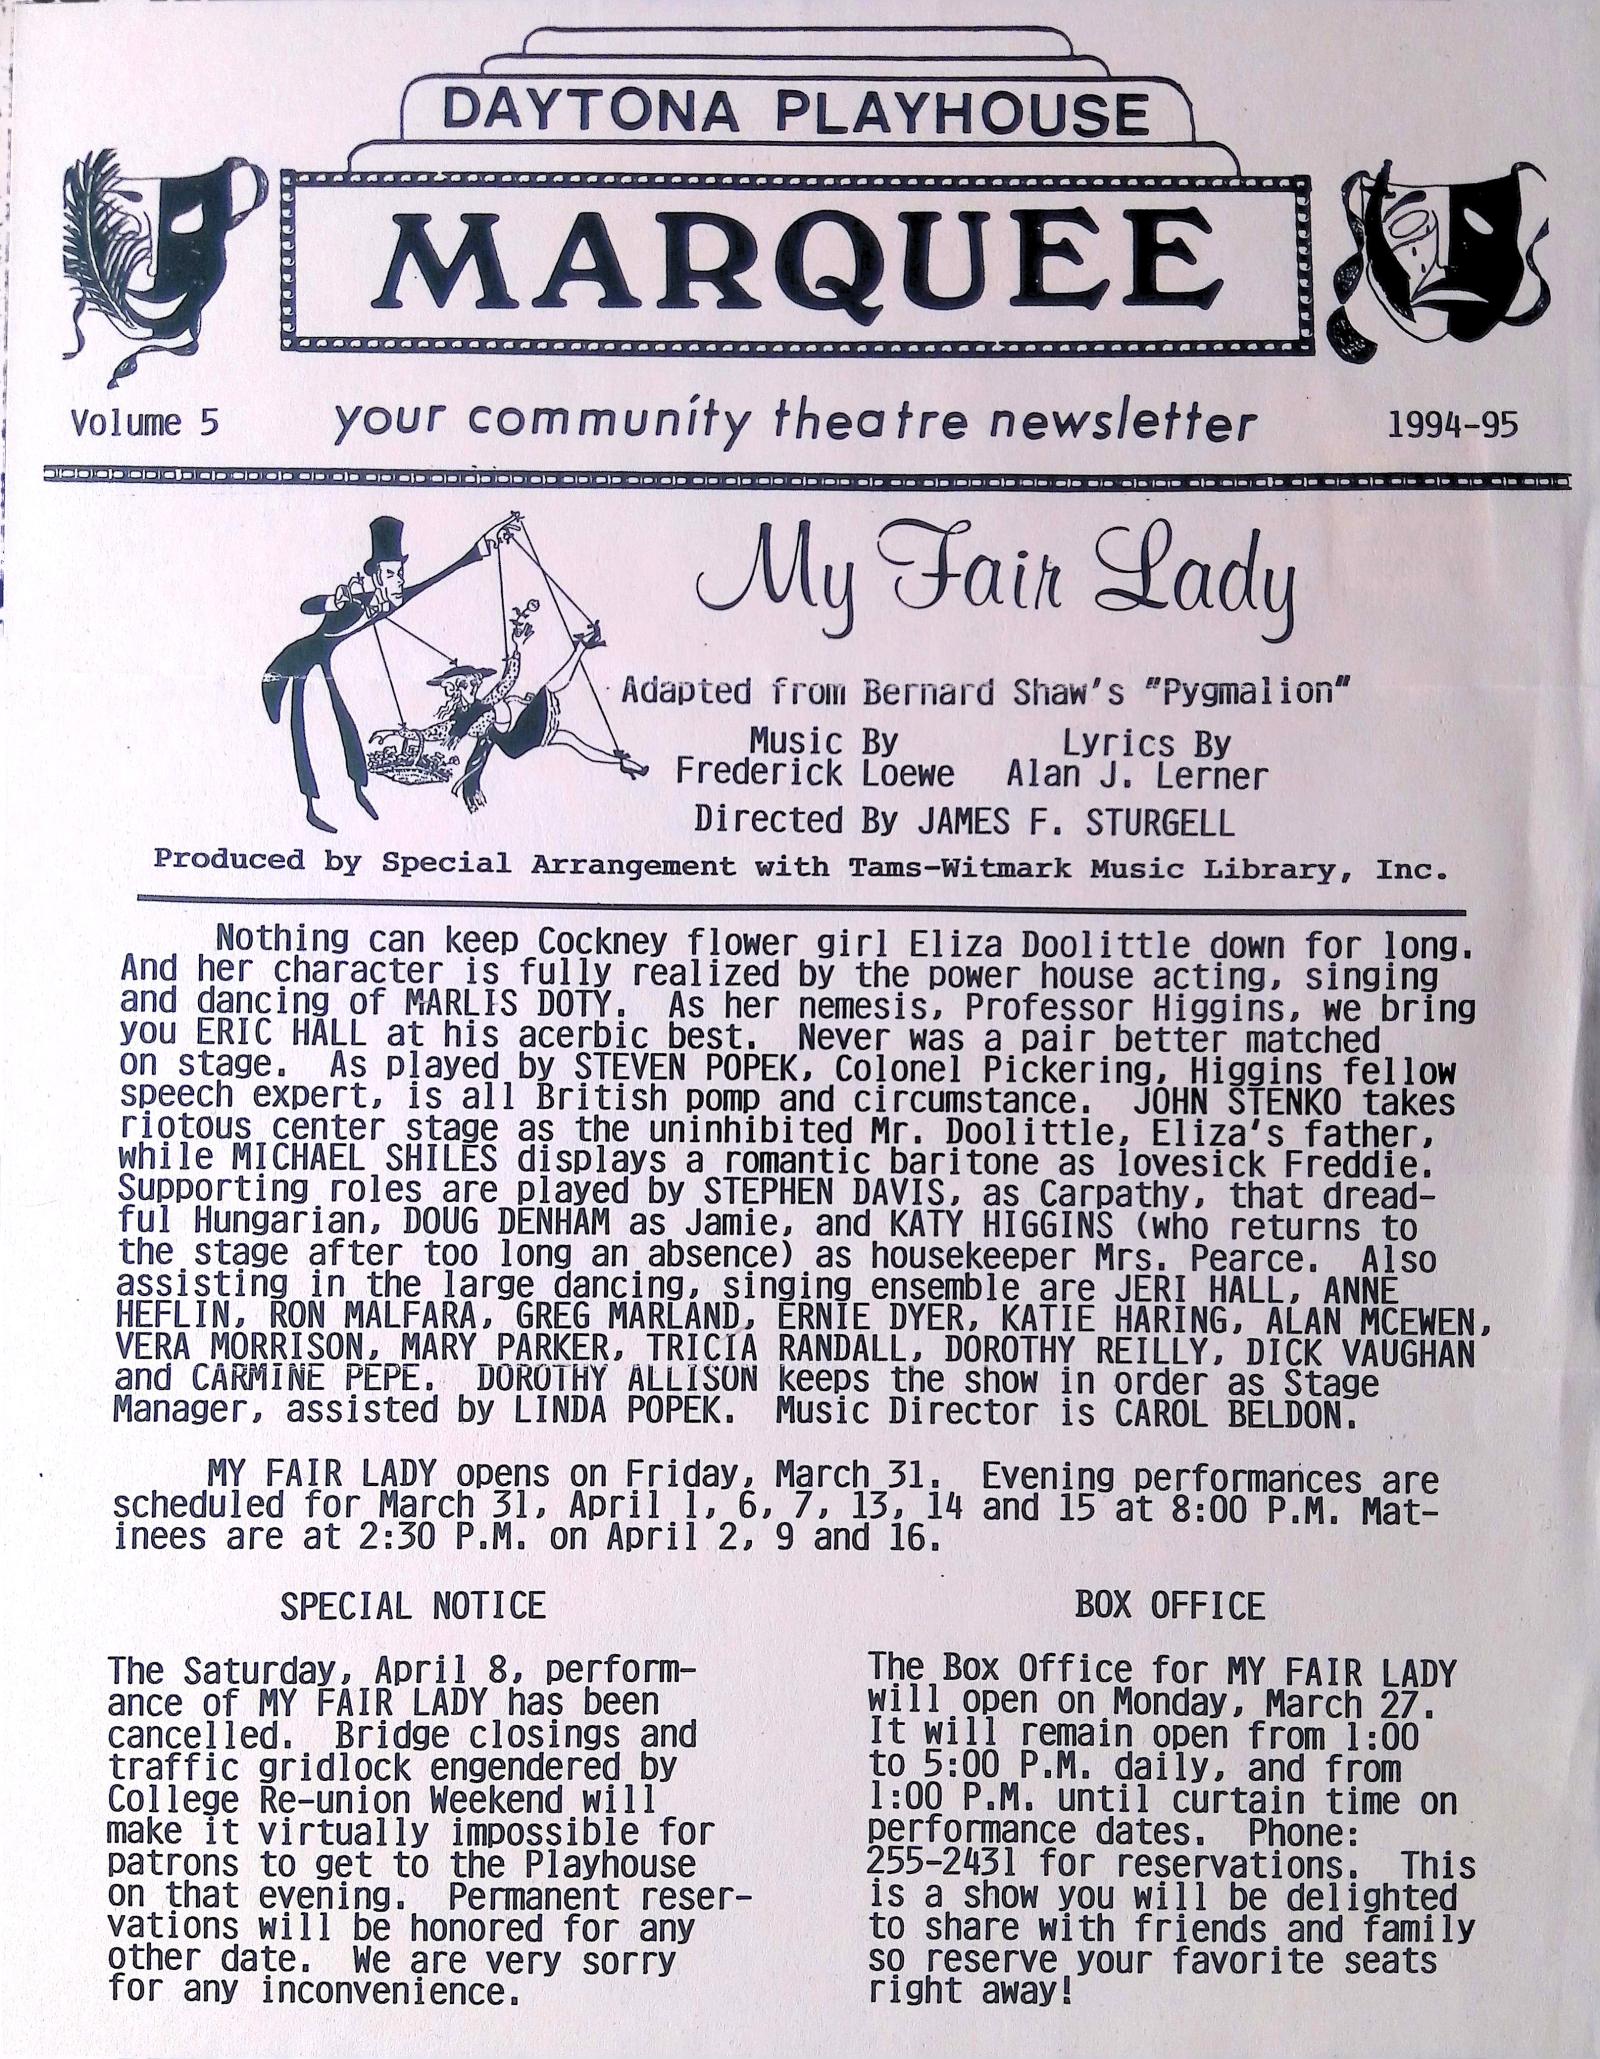 DAYTONA PLAYHOUSE
MARQUEE
Volume 5
your community theatre newsletter
1994-95
My Fair Lady
Adapted from Bernard Shaw's "Pygmalion"
Music By
Frederick Loewe
Lyrics By
Alan J. Lerner
Directed By JAMES F. STURGELL
Produced by Special Arrangement with Tams-Witmark Music Library, Inc.
Nothing can keep Cockney flower girl Eliza Doolittle down for long.
And her character is fully realized by the power house acting, singing
and dancing of MARLIS DOTY. As her nemesis, Professor Higgins, we bring
you ERIC HALL at his acerbic best. Never was a pair better matched
on stage. As played by STEVEN POPEK, Colonel Pickering, Higgins fellow
speech expert, is all British pomp and circumstance. JOHN STENKO takes
riotous center stage as the uninhibited Mr. Doolittle, Eliza's father,
while MICHAEL SHILES displays a romantic baritone as lovesick Freddie.
Supporting roles are played by STEPHEN DAVIS, as Carpathy, that dread-
ful Hungarian, DOUG DENHAM as Jamie, and KATY HIGGINS (who returns to
the stage after too long an absence) as housekeeper Mrs. Pearce. Also
assisting in the large dancing, singing ensemble are JERI HALL, ANNE
HEFLIN, RON MALFARA, GREG MARLAND, ERNIE DYER, KATIE HARING, ALAN MCEWEN,
VERA MORRISON, MARY PARKER, TRICIA RANDALL, DOROTHY REILLY, DICK VAUGHAN
and CARMINE PEPE. DOROTHY ALLISON keeps the show in order as Stage
Manager, assisted by LINDA POPEK. Music Director is CAROL BELDON.
MY FAIR LADY opens on Friday, March 31. Evening performances are
scheduled for March 31, April 1, 6, 7, 13, 14 and 15 at 8:00 P.M. Mat-
inees are at 2:30 P.M. on April 2, 9 and 16.
SPECIAL NOTICE
The Saturday, April 8, perform-
ance of MY FAIR LADY has been
cancelled. Bridge closings and
traffic gridlock engendered by
College Re-union Weekend will
make it virtually impossible for
patrons to get to the Playhouse
on that evening. Permanent reser-
vations will be honored for any
other date. We are very sorry
for any inconvenience.
BOX OFFICE
The Box Office for MY FAIR LADY
will open on Monday, March 27.
It will remain open from 1:00
to 5:00 P.M. daily, and from
1:00 P.M. until curtain time on
performance dates. Phone:
255-2431 for reservations. This
is a show you will be delighted
to share with friends and family
so reserve your favorite seats
right away!